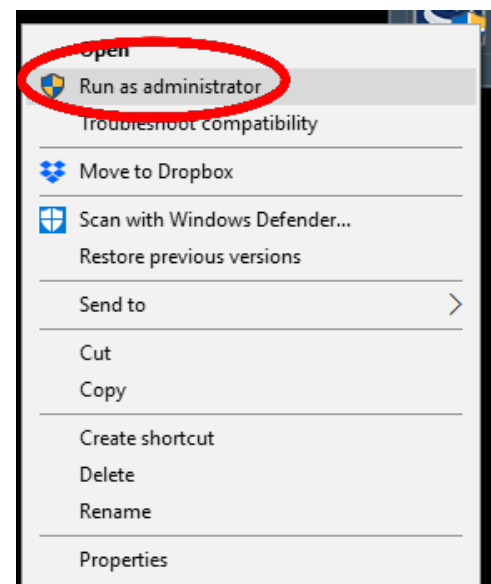 Open
Run as administrator
Troubleshoot compatibility
Move to Dropbox
Scan with Windows Defender...
Restore previous versions
Send to
Cut
Copy
Create shortcut
Delete
Rename
Properties